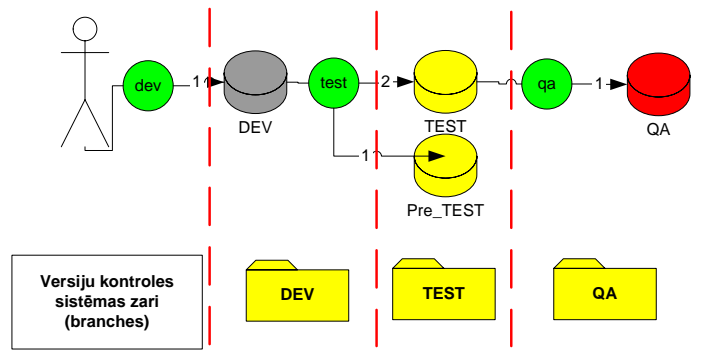 dev
1
DEV
test
2
TEST
qa
1
QA
1
Pre_TEST
Versiju kontroles
sistēmas zari
(branches)
DEV
TEST
QA